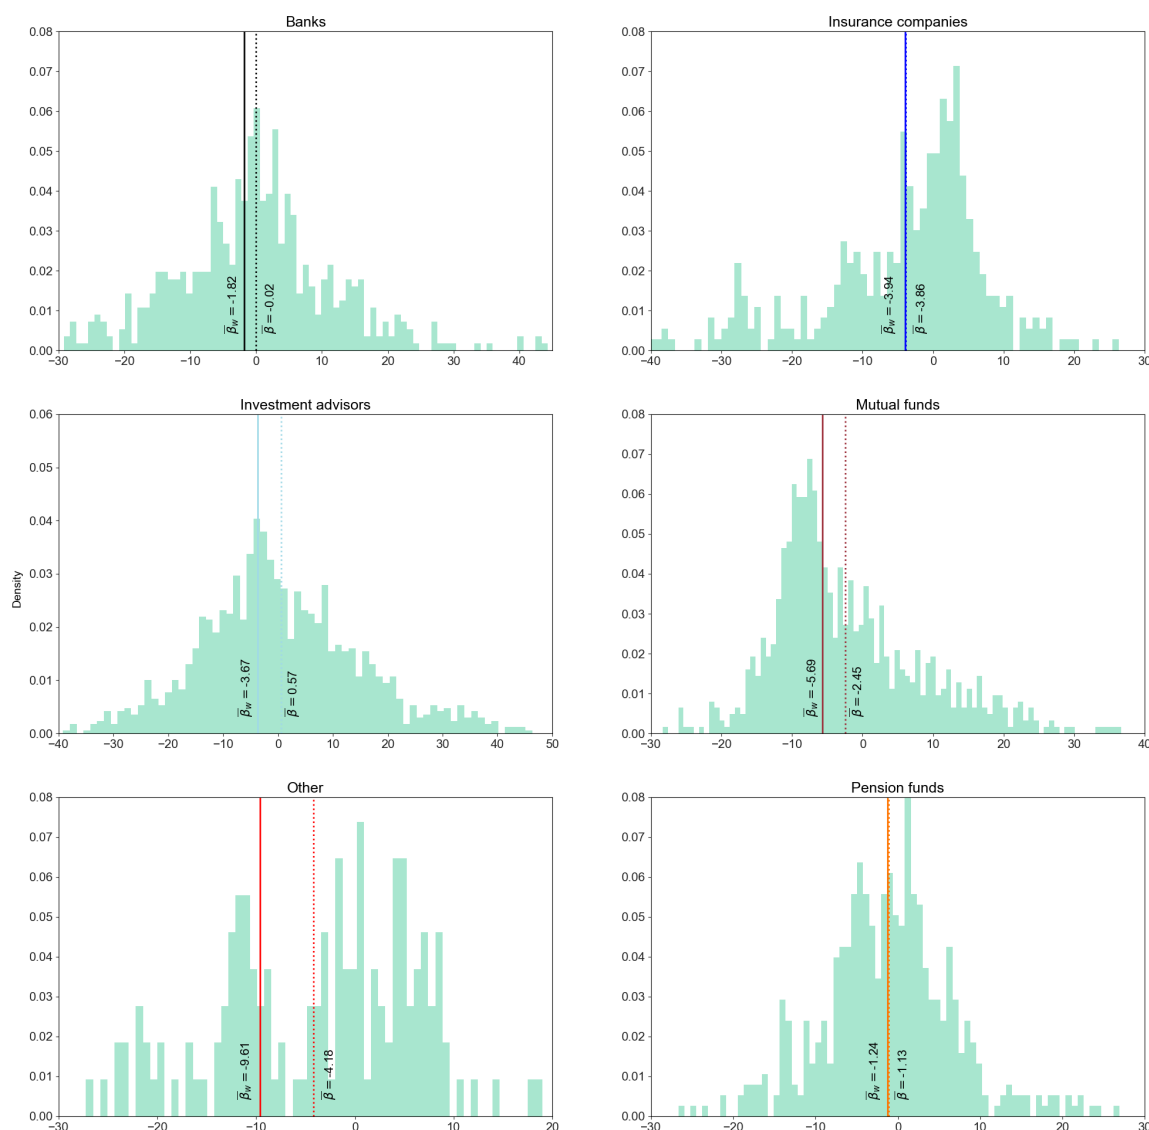 Banks
0.08
0.07
0.06
0.05
0.04
0.03
0.02
0.01
0.00
β̅w = -1.82
β̅ = -0.02
−30 −20 −10 0 10 20 30 40
Insurance companies
0.08
0.07
0.06
0.05
0.04
0.03
0.02
0.01
0.00
β̅w = -3.94
β̅ = -3.86
−40 −30 −20 −10 0 10 20 30
Investment advisors
Density
0.06
0.05
0.04
0.03
0.02
0.01
0.00
β̅w = -3.67
β̅ = 0.57
−40 −30 −20 −10 0 10 20 30 40 50
Mutual funds
0.08
0.07
0.06
0.05
0.04
0.03
0.02
0.01
0.00
β̅w = -5.69
β̅ = -2.45
−30 −20 −10 0 10 20 30 40
Other
0.08
0.07
0.06
0.05
0.04
0.03
0.02
0.01
0.00
β̅w = -9.61
β̅ = -4.18
−30 −20 −10 0 10 20
Pension funds
0.08
0.07
0.06
0.05
0.04
0.03
0.02
0.01
0.00
β̅w = -1.24
β̅ = -1.13
−30 −20 −10 0 10 20 30